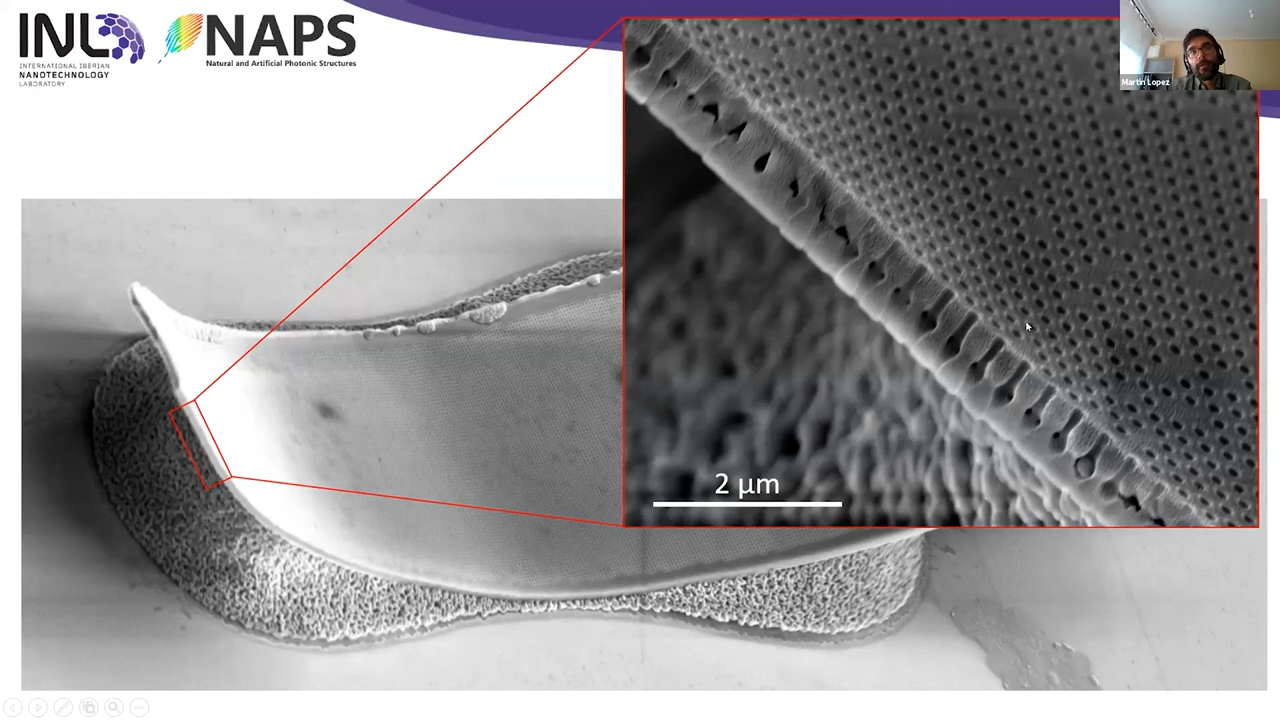 INL
INTERNATIONAL IBERIAN
NANOTECHNOLOGY
LABORATORY
NAPS
Natural and Artificial Photonic Structures
Martin Lopez
2 µm